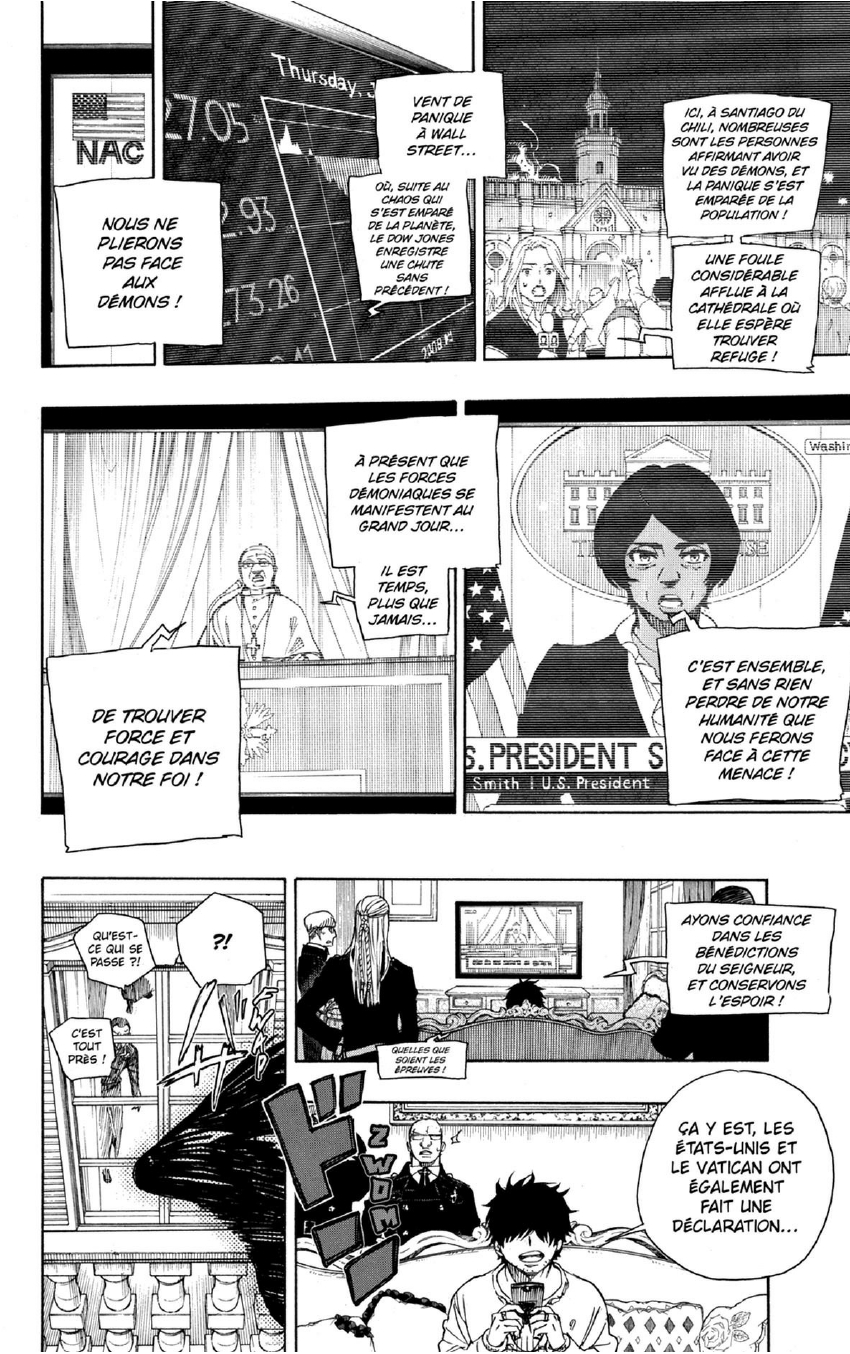 ICI, À SANTIAGO DU
CHILI, NOMBREUSES
SONT LES PERSONNES
AFFIRMANT AVOIR
VU DES DÉMONS, ET
LA PANIQUE S'EST
EMPARÉE DE LA
POPULATION !
UNE FOULE
CONSIDÉRABLE
AFFLUE À LA
CATHÉDRALE OÙ
ELLE ESPÈRE
TROUVER
REFUGE !
Thursday, J
27.05
2.93
273.26
VENT DE
PANIQUE
À WALL
STREET...
OÙ, SUITE AU
CHAOS QUI
S'EST EMPARÉ
DE LA PLANÈTE,
LE DOW JONES
ENREGISTRE
UNE CHUTE
SANS
PRÉCÉDENT !
NAC
NOUS NE
PLIERONS
PAS FACE
AUX
DÉMONS !
Washin
C'EST ENSEMBLE,
ET SANS RIEN
PERDRE DE NOTRE
HUMANITÉ QUE
NOUS FERONS
FACE À CETTE
MENACE !
S. PRESIDENT S
Smith | U.S. President
À PRÉSENT QUE
LES FORCES
DÉMONIAQUES SE
MANIFESTENT AU
GRAND JOUR...
IL EST
TEMPS,
PLUS QUE
JAMAIS...
DE TROUVER
FORCE ET
COURAGE DANS
NOTRE FOI !
AYONS CONFIANCE
DANS LES
BÉNÉDICTIONS
DU SEIGNEUR,
ET CONSERVONS
L'ESPOIR !
QUELLES QUE
SOIENT LES
ÉPREUVES !
ÇA Y EST, LES
ÉTATS-UNIS ET
LE VATICAN ONT
ÉGALEMENT
FAIT UNE
DÉCLARATION...
ZWOM
?!
QU'EST-
CE QUI SE
PASSE ?!
C'EST
TOUT
PRÈS !